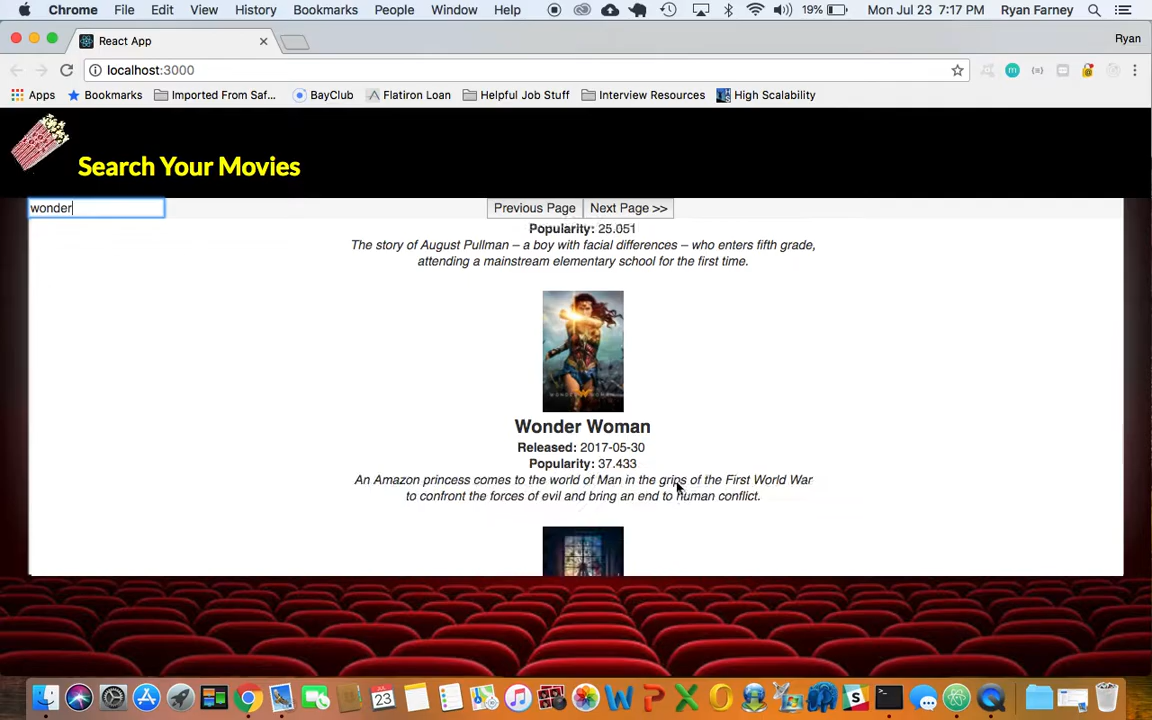 Chrome File Edit View History Bookmarks People Window Help 19% Mon Jul 23 7:17 PM Ryan Farney
React App
Ryan
localhost:3000
Apps Bookmarks Imported From Saf... BayClub Flatiron Loan Helpful Job Stuff Interview Resources High Scalability
Search Your Movies
wonder Previous Page Next Page >>
Popularity: 25.051
The story of August Pullman – a boy with facial differences – who enters fifth grade,
attending a mainstream elementary school for the first time.
WONDER WOMAN
Wonder Woman
Released: 2017-05-30
Popularity: 37.433
An Amazon princess comes to the world of Man in the grips of the First World War
to confront the forces of evil and bring an end to human conflict.